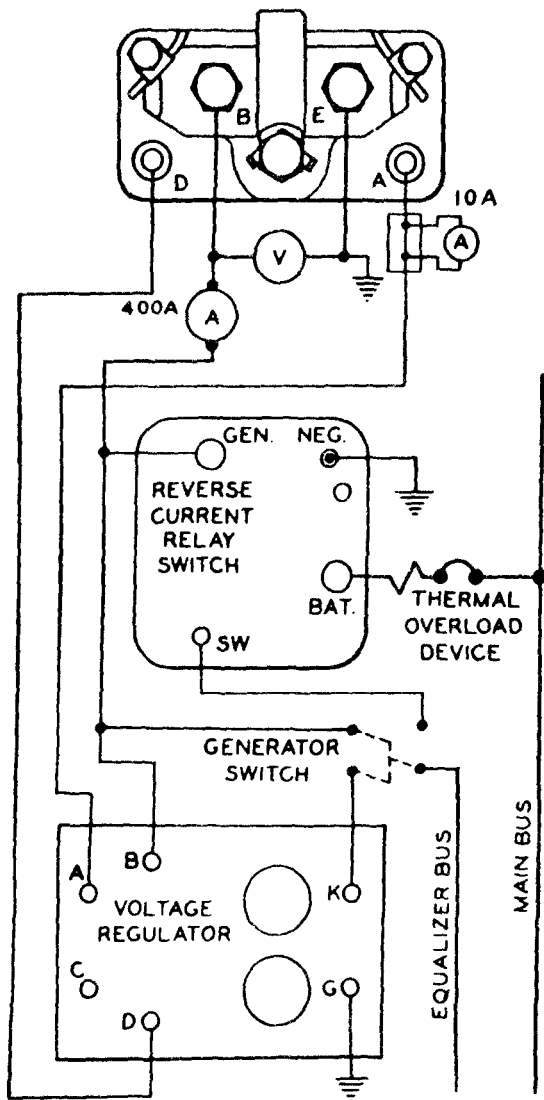 B
E
D
A
10A
A
V
400A
A
GEN.
NEG.
REVERSE
CURRENT
RELAY
SWITCH
BAT.
THERMAL
OVERLOAD
DEVICE
SW
GENERATOR
SWITCH
A
B
K
VOLTAGE
REGULATOR
C
D
G
EQUALIZER BUS
MAIN BUS